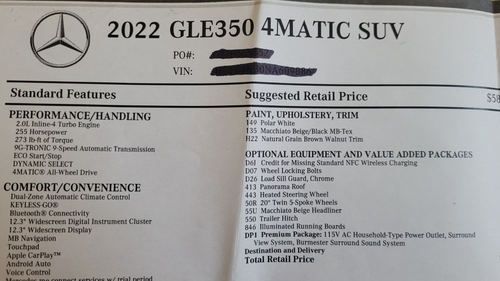 2022 GLE350 4MATIC SUV
PO#:
VIN:
Standard Features
PERFORMANCE/HANDLING
2.0L Inline-4 Turbo Engine
255 Horsepower
273 lb-ft of Torque
9G-TRONIC 9-Speed Automatic Transmission
ECO Start/Stop
DYNAMIC SELECT
4MATIC® All-Wheel Drive
COMFORT/CONVENIENCE
Dual-Zone Automatic Climate Control
KEYLESS-GO®
Bluetooth® Connectivity
12.3" Widescreen Digital Instrument Cluster
12.3" Widescreen Display
MB Navigation
Touchpad
Apple CarPlay™
Android Auto
Voice Control
Mercedes me connect services w/ trial period
Suggested Retail Price
$58
PAINT, UPHOLSTERY, TRIM
149 Polar White
135 Macchiato Beige/Black MB-Tex
H22 Natural Grain Brown Walnut Trim
OPTIONAL EQUIPMENT AND VALUE ADDED PACKAGES
D6J Credit for Missing Standard NFC Wireless Charging
D07 Wheel Locking Bolts
D26 Load Sill Guard, Chrome
413 Panorama Roof
443 Heated Steering Wheel
50R 20" Twin 5-Spoke Wheels
55U Macchiato Beige Headliner
550 Trailer Hitch
846 Illuminated Running Boards
DP1 Premium Package: 115V AC Household-Type Power Outlet, Surround
View System, Burmester Surround Sound System
Destination and Delivery
Total Retail Price